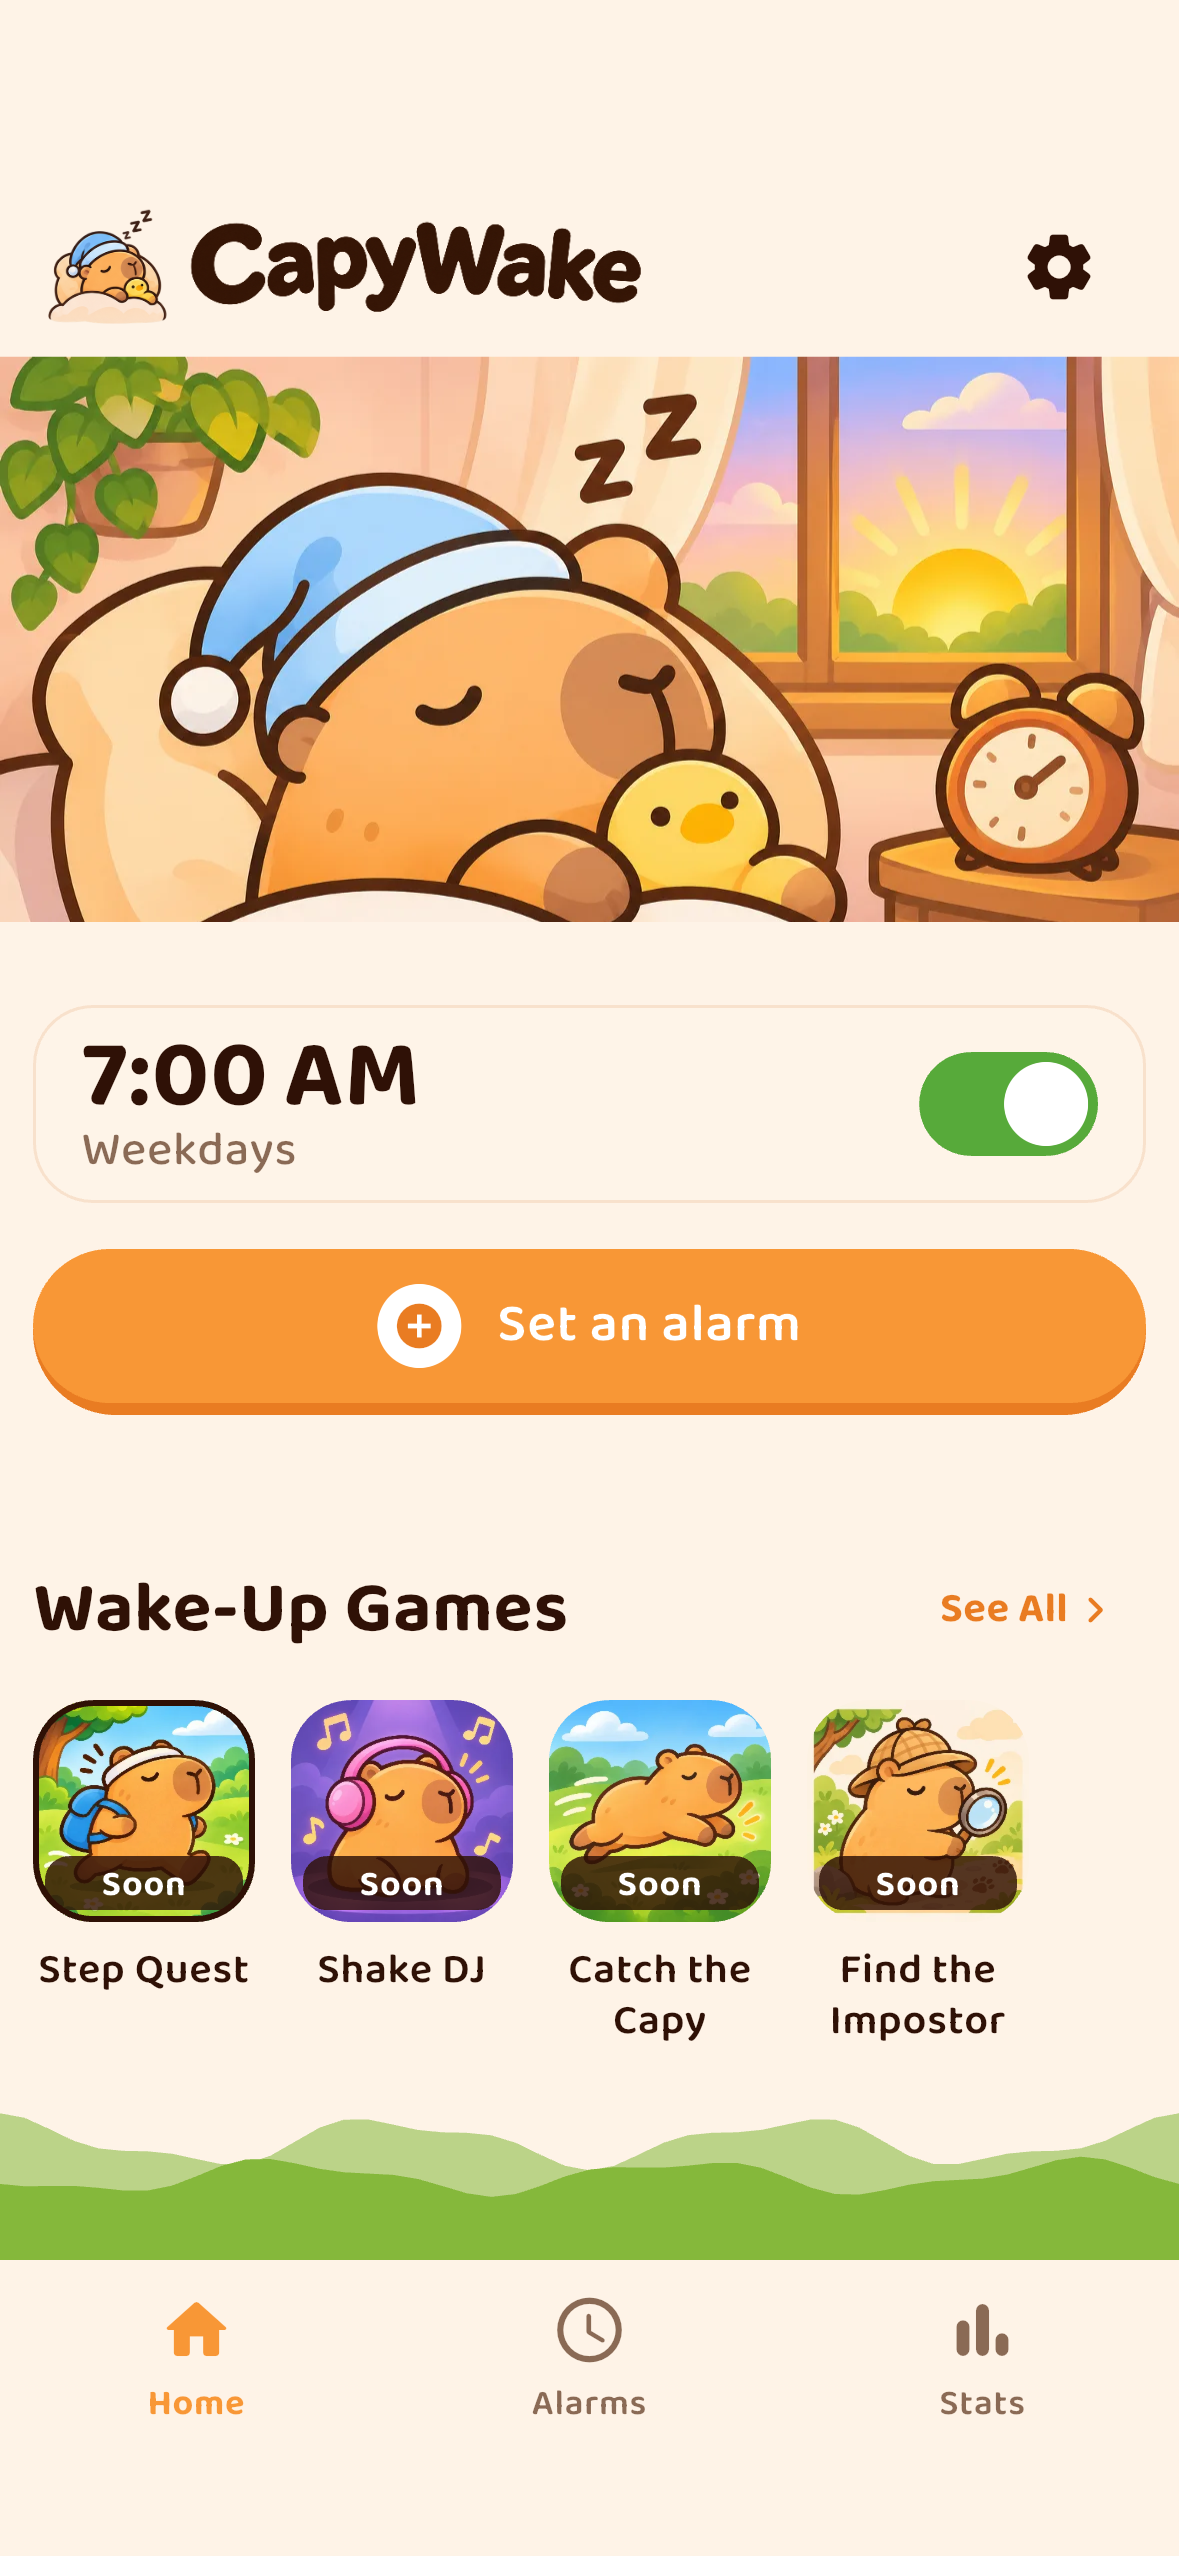 z z z
CapyWake
z z
7:00 AM
Weekdays
Set an alarm
Wake-Up Games
See All
Soon
Soon
Soon
Soon
Step Quest
Shake DJ
Catch the
Capy
Find the
Impostor
Home
Alarms
Stats